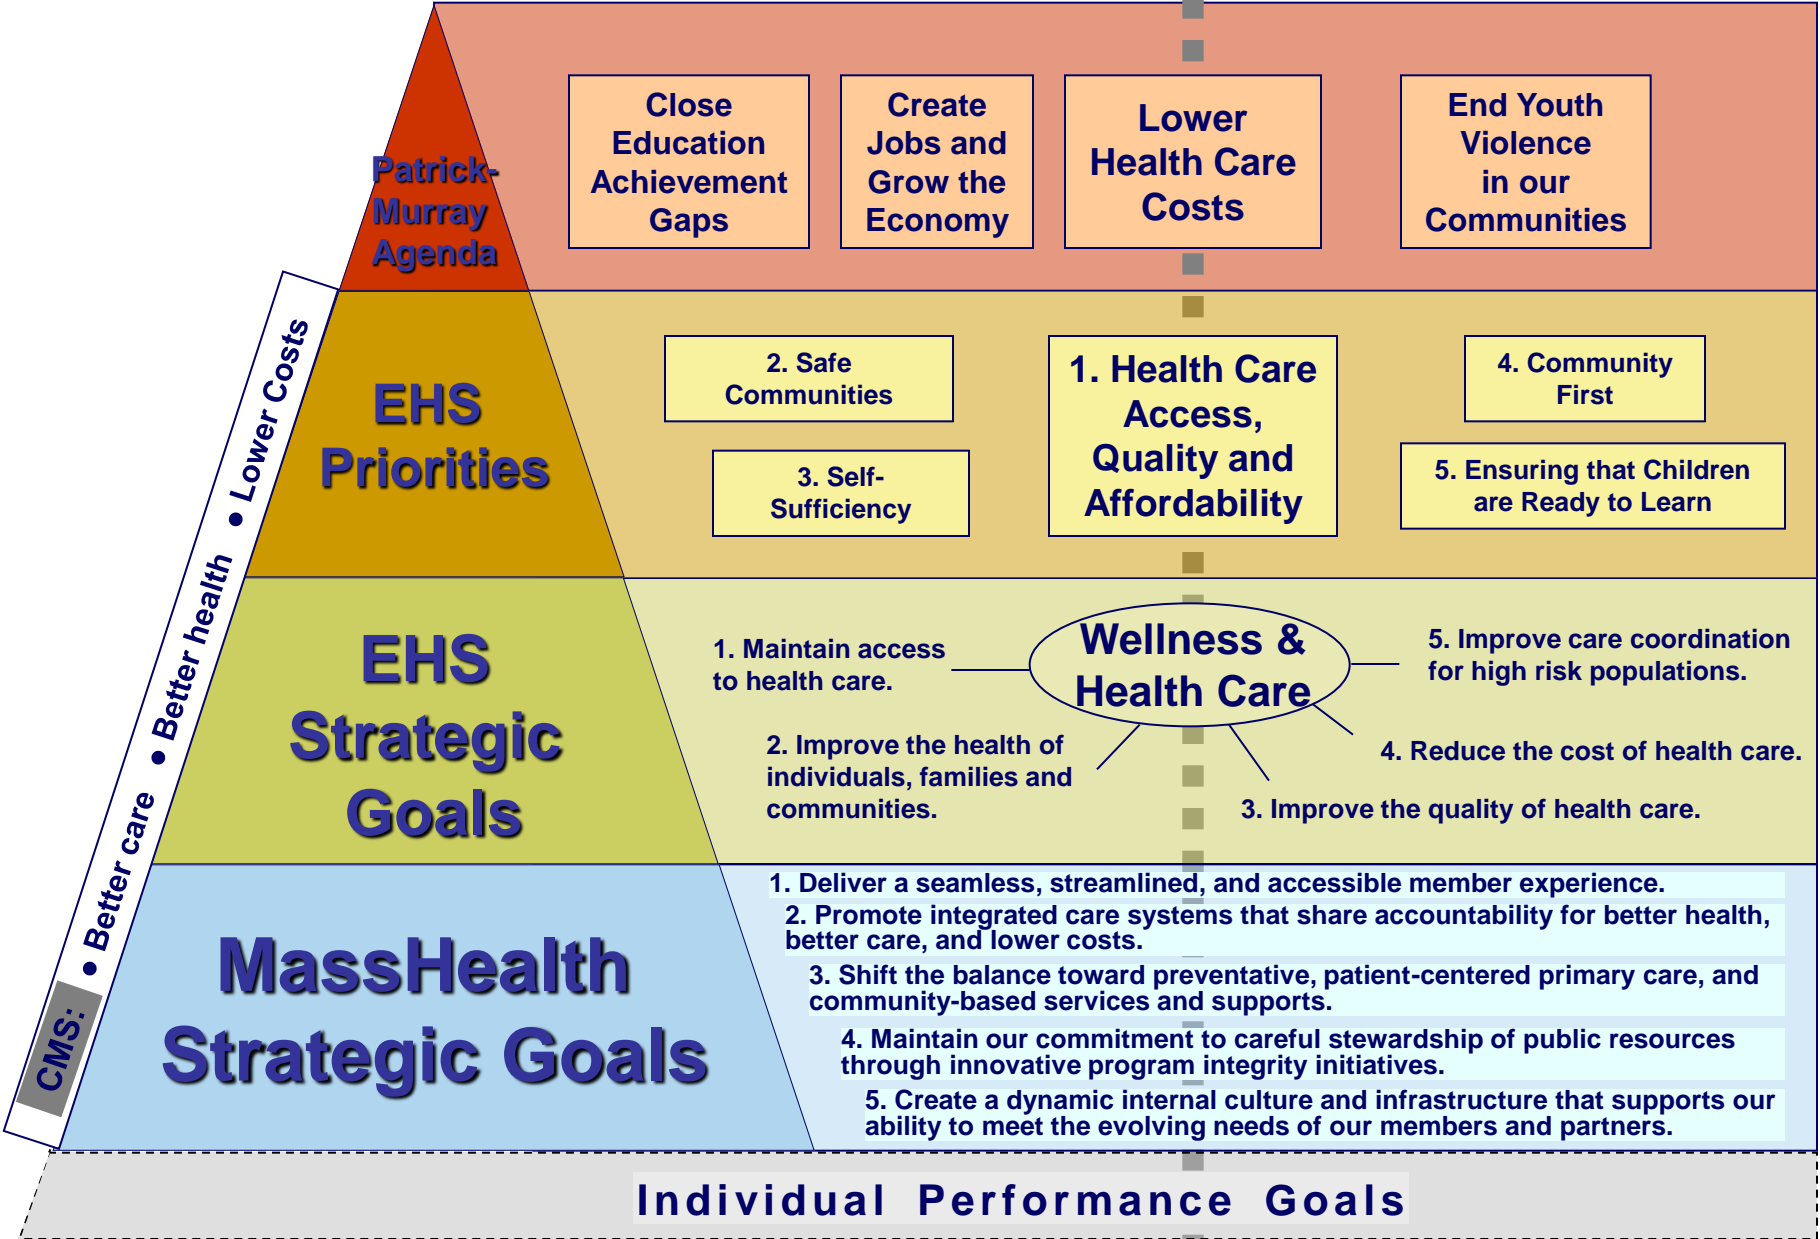 Patrick-
Murray
Agenda
Close
Education
Achievement
Gaps
Create
Jobs and
Grow the
Economy
Lower
Health Care
Costs
End Youth
Violence
in our
Communities
EHS
Priorities
2. Safe
Communities
3. Self-
Sufficiency
1. Health Care
Access,
Quality and
Affordability
4. Community
First
5. Ensuring that Children
are Ready to Learn
EHS
Strategic
Goals
Wellness &
Health Care
1. Maintain access
to health care.
2. Improve the health of
individuals, families and
communities.
3. Improve the quality of health care.
4. Reduce the cost of health care.
5. Improve care coordination
for high risk populations.
MassHealth
Strategic Goals
1. Deliver a seamless, streamlined, and accessible member experience.
2. Promote integrated care systems that share accountability for better health,
better care, and lower costs.
3. Shift the balance toward preventative, patient-centered primary care, and
community-based services and supports.
4. Maintain our commitment to careful stewardship of public resources
through innovative program integrity initiatives.
5. Create a dynamic internal culture and infrastructure that supports our
ability to meet the evolving needs of our members and partners.
CMS: ● Better care ● Better health ● Lower Costs
Individual Performance Goals